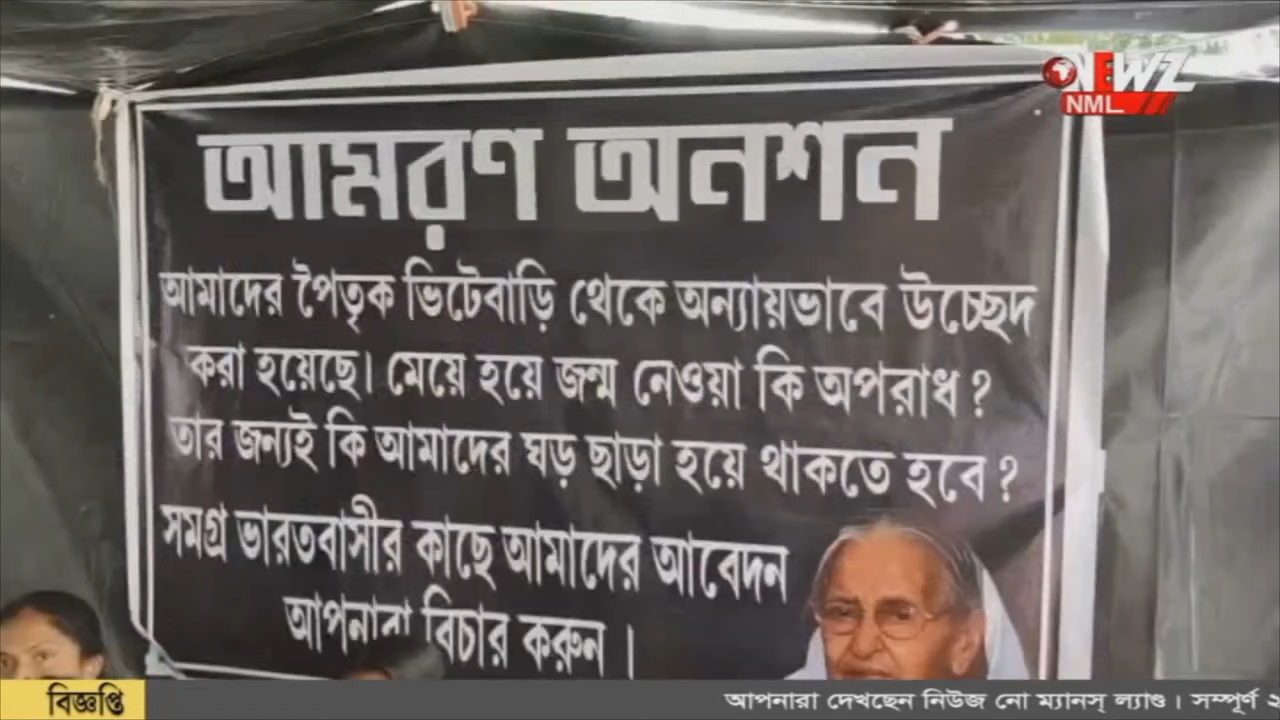 NEWZ
NML
আমরণ অনশন
আমাদের পৈতৃক ভিটেবাড়ি থেকে অন্যায়ভাবে উচ্ছেদ
করা হয়েছে। মেয়ে হয়ে জন্ম নেওয়া কি অপরাধ ?
তার জন্যই কি আমাদের ঘড় ছাড়া হয়ে থাকতে হবে ?
সমগ্র ভারতবাসীর কাছে আমাদের আবেদন
আপনারা বিচার করুন ।
বিজ্ঞপ্তি
আপনারা দেখছেন নিউজ নো ম্যানস্ ল্যাণ্ড। সম্পূর্ণ